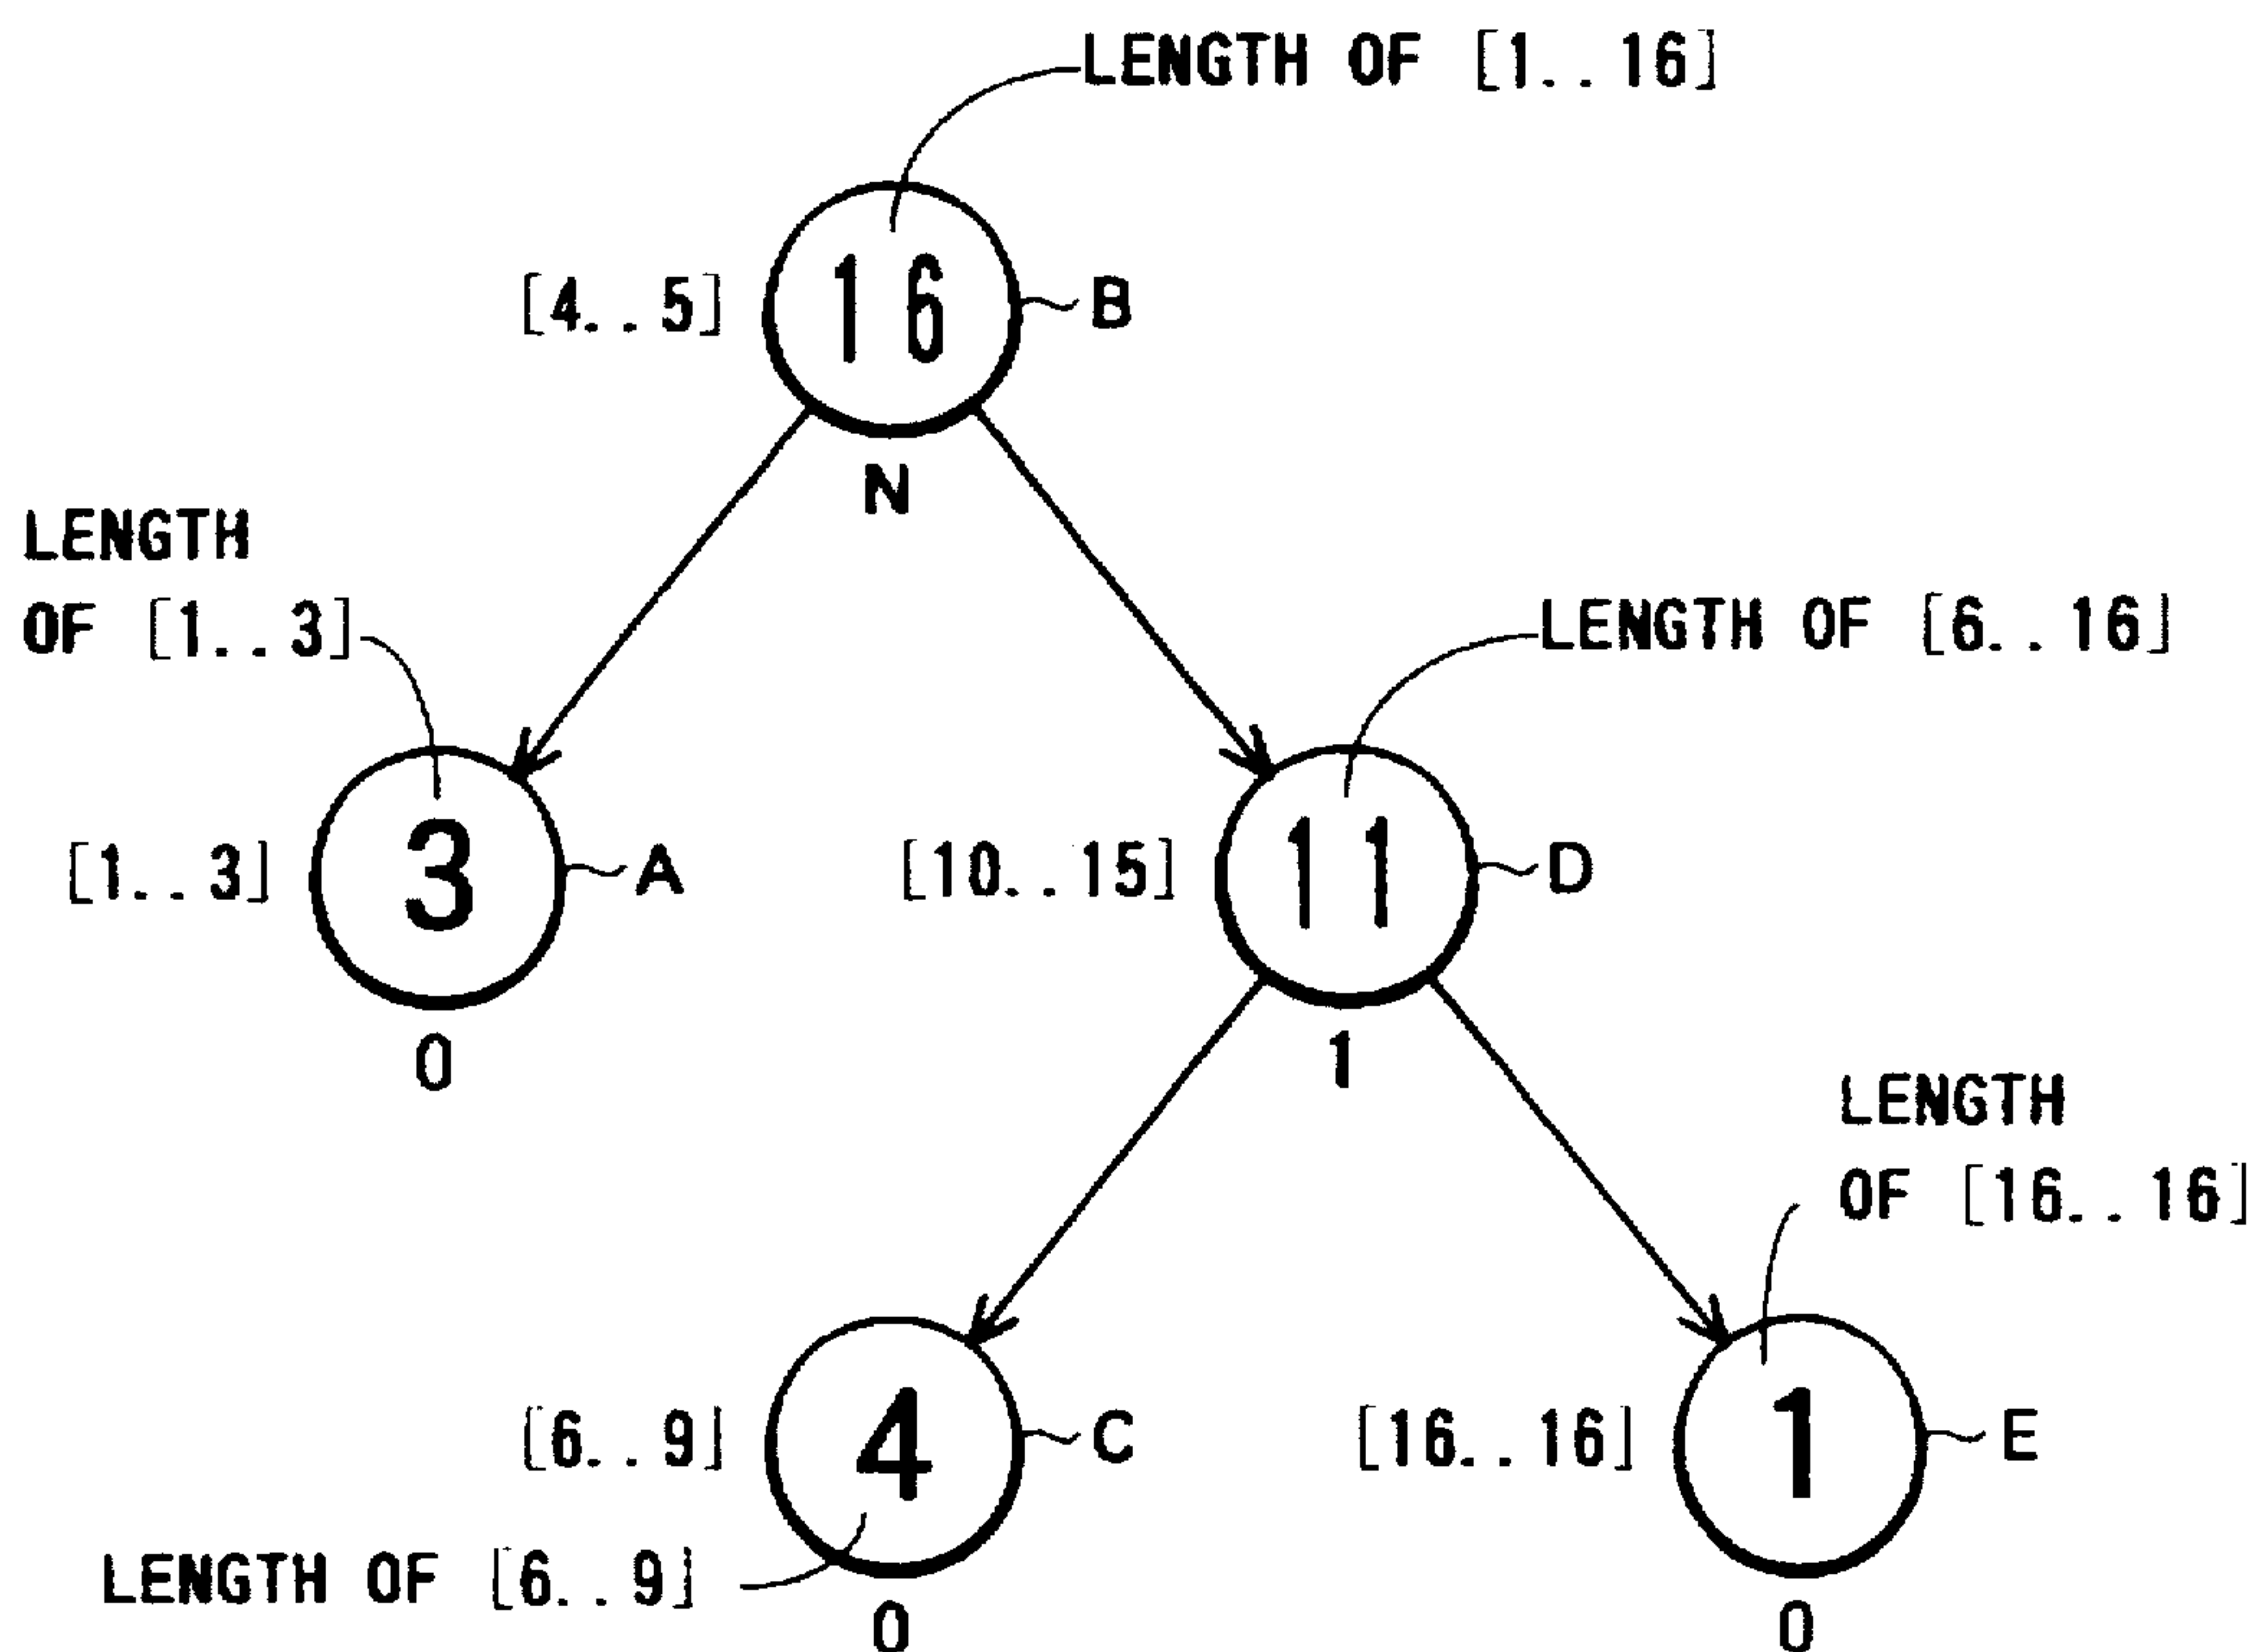 LENGTH OF [1..16]
[4..5] 16 B
N
LENGTH
OF [1..3]
LENGTH OF [6..16]
[1..3] 3 A
[10..15] 11 D
0
1
LENGTH
OF [16..16]
[6..9] 4 C
[16..16] 1 E
LENGTH OF [6..9]
0
0